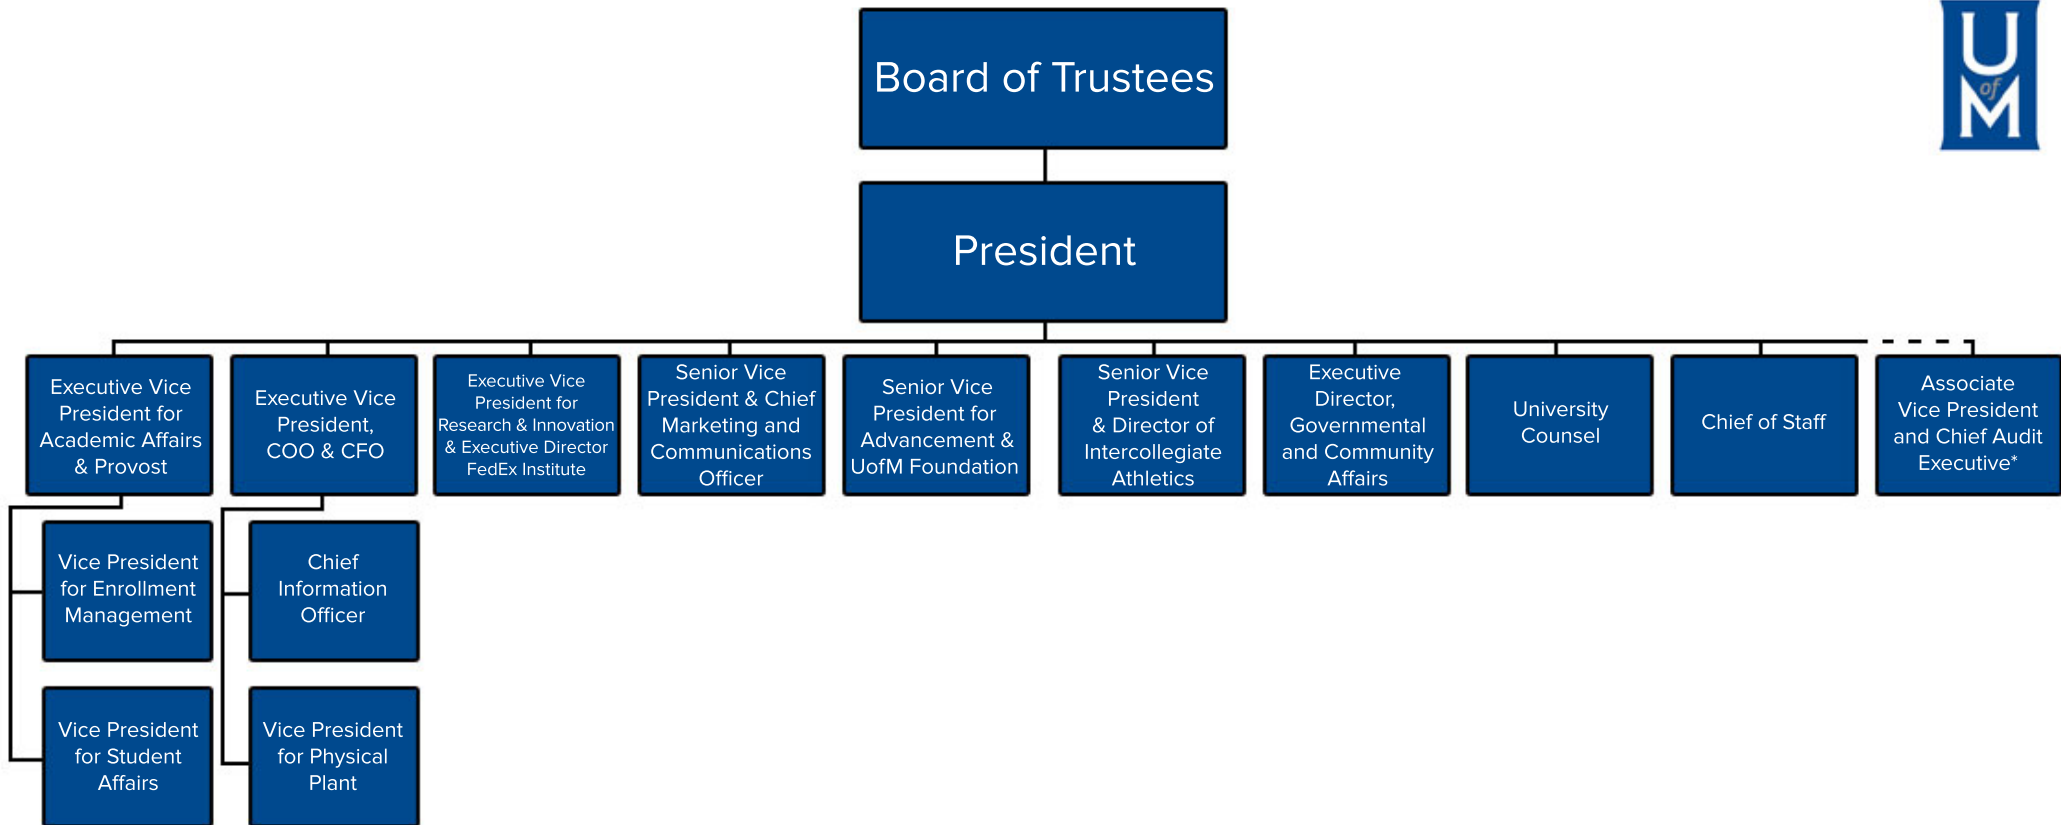 Board of Trustees
U
of
M
President
Executive Vice
President for
Academic Affairs
& Provost
Executive Vice
President,
COO & CFO
Executive Vice
President for
Research & Innovation
& Executive Director
FedEx Institute
Senior Vice
President & Chief
Marketing and
Communications
Officer
Senior Vice
President for
Advancement &
UofM Foundation
Senior Vice
President
& Director of
Intercollegiate
Athletics
Executive
Director,
Governmental
and Community
Affairs
University
Counsel
Chief of Staff
Associate
Vice President
and Chief Audit
Executive*
Vice President
for Enrollment
Management
Chief
Information
Officer
Vice President
for Student
Affairs
Vice President
for Physical
Plant